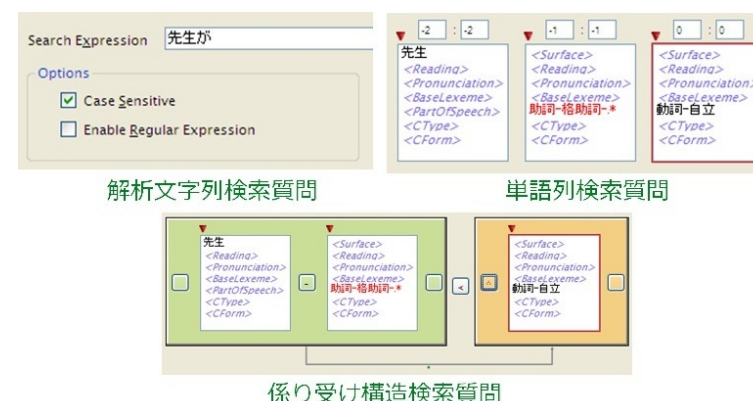 Search Expression 先生が
Options
Case Sensitive
Enable Regular Expression
解析文字列検索質問
-2 : -2
先生
<Reading>
<Pronunciation>
<BaseLexeme>
<PartOfSpeech>
<CType>
<CForm>
-1 : -1
<Surface>
<Reading>
<Pronunciation>
<BaseLexeme>
助詞-格助詞-.*
<CType>
<CForm>
0 : 0
<Surface>
<Reading>
<Pronunciation>
<BaseLexeme>
動詞-自立
<CType>
<CForm>
単語列検索質問
先生
<Reading>
<Pronunciation>
<BaseLexeme>
<PartOfSpeech>
<CType>
<CForm>
-
<Surface>
<Reading>
<Pronunciation>
<BaseLexeme>
助詞-格助詞-.*
<CType>
<CForm>
<
^
<Surface>
<Reading>
<Pronunciation>
<BaseLexeme>
動詞-自立
<CType>
<CForm>
係り受け構造検索質問